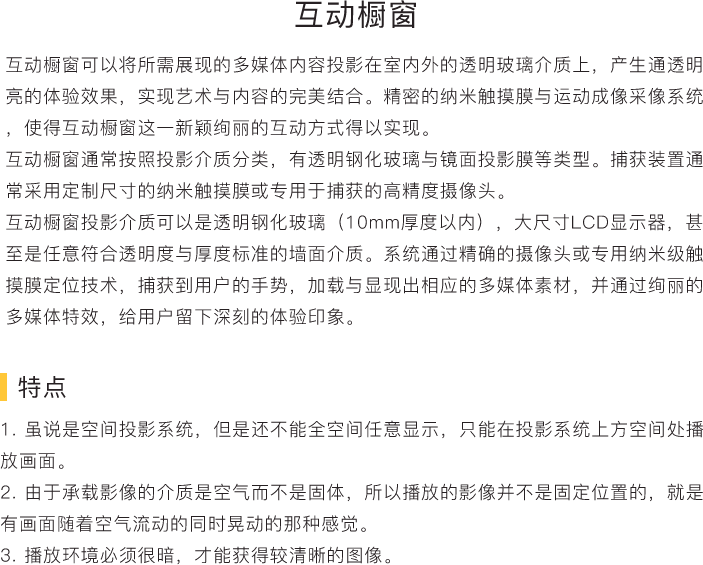 互动橱窗
互动橱窗可以将所需展现的多媒体内容投影在室内外的透明玻璃介质上，产生通透明
亮的体验效果，实现艺术与内容的完美结合。精密的纳米触摸膜与运动成像采像系统
，使得互动橱窗这一新颖绚丽的互动方式得以实现。
互动橱窗通常按照投影介质分类，有透明钢化玻璃与镜面投影膜等类型。捕获装置通
常采用定制尺寸的纳米触摸膜或专用于捕获的高精度摄像头。
互动橱窗投影介质可以是透明钢化玻璃（10mm厚度以内），大尺寸LCD显示器，甚
至是任意符合透明度与厚度标准的墙面介质。系统通过精确的摄像头或专用纳米级触
摸膜定位技术，捕获到用户的手势，加载与显现出相应的多媒体素材，并通过绚丽的
多媒体特效，给用户留下深刻的体验印象。
特点
1. 虽说是空间投影系统，但是还不能全空间任意显示，只能在投影系统上方空间处播
放画面。
2. 由于承载影像的介质是空气而不是固体，所以播放的影像并不是固定位置的，就是
有画面随着空气流动的同时晃动的那种感觉。
3. 播放环境必须很暗，才能获得较清晰的图像。